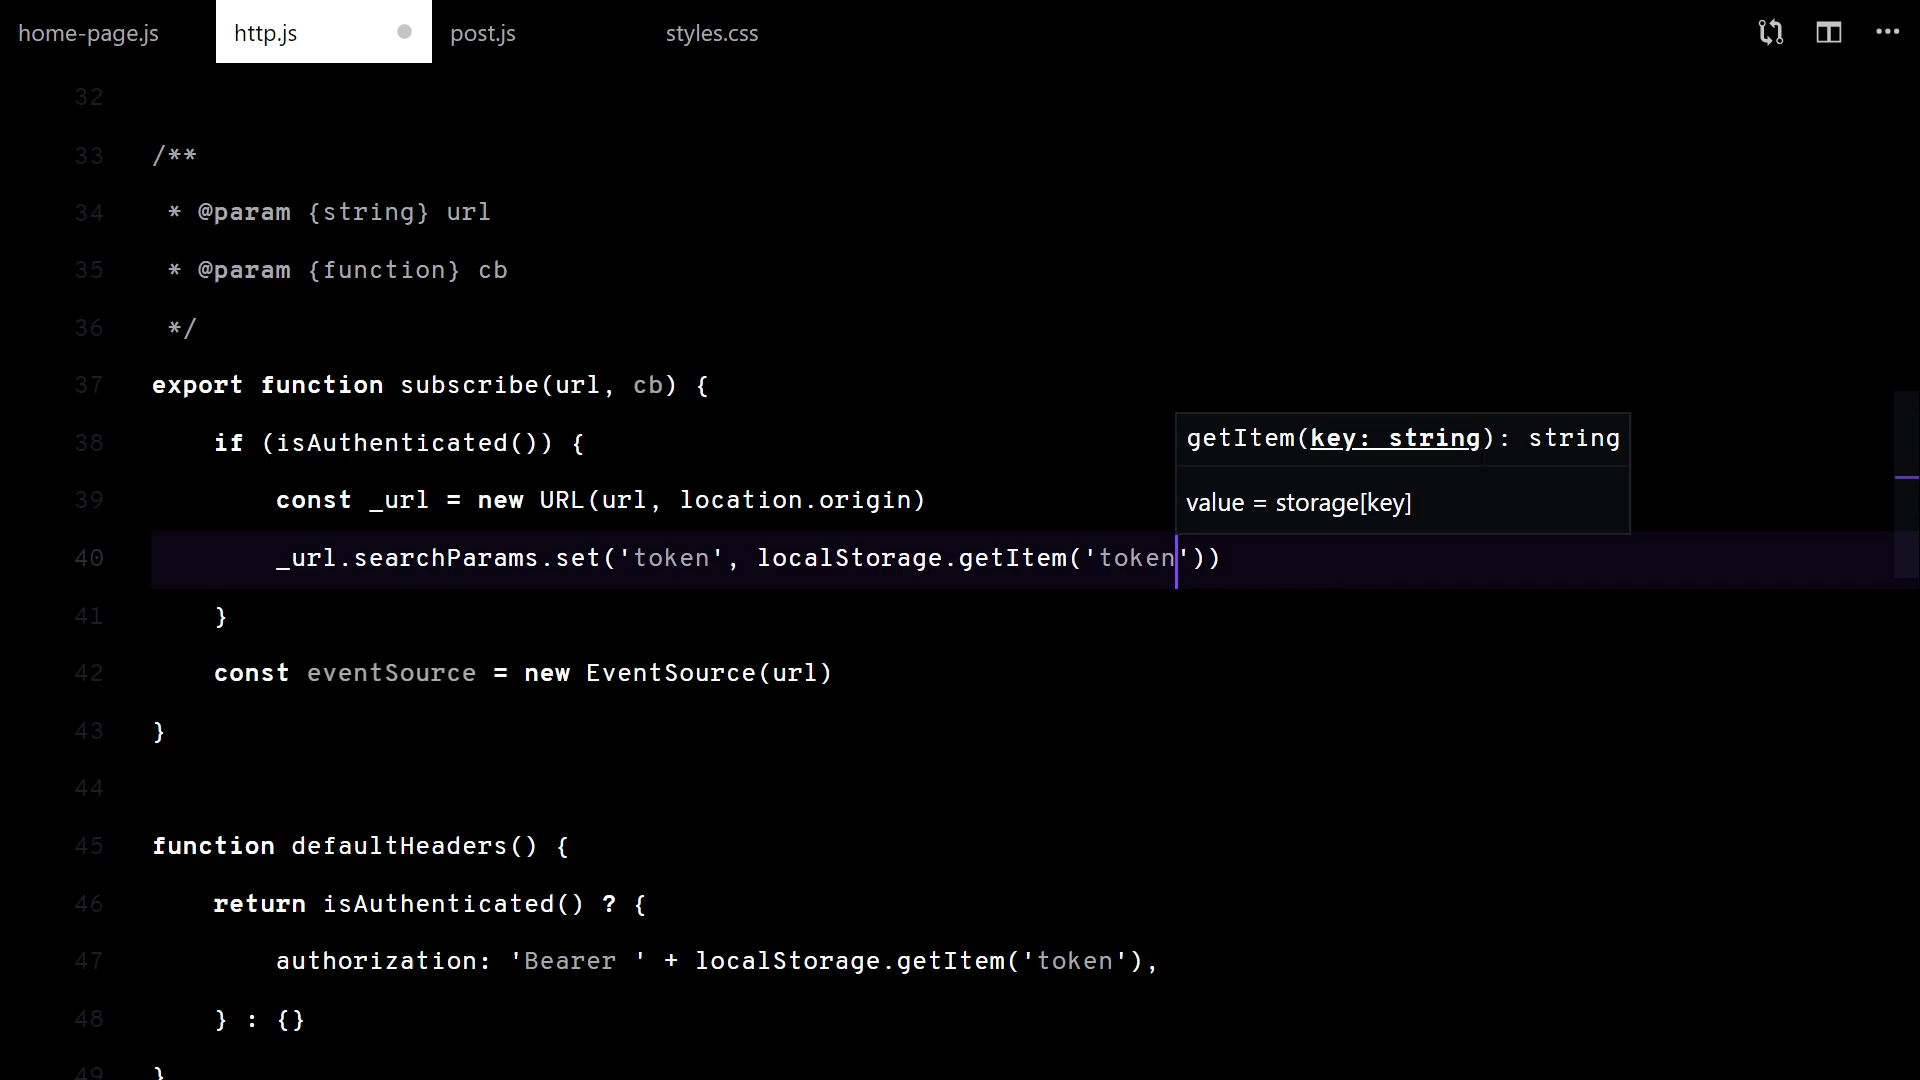 home-page.js http.js post.js styles.css
32
33 /**
34 * @param {string} url
35 * @param {function} cb
36 */
37 export function subscribe(url, cb) {
38 if (isAuthenticated()) {
getItem(key: string): string
39 const _url = new URL(url, location.origin)
value = storage[key]
40 _url.searchParams.set('token', localStorage.getItem('token'))
41 }
42 const eventSource = new EventSource(url)
43 }
44
45 function defaultHeaders() {
46 return isAuthenticated() ? {
47 authorization: 'Bearer ' + localStorage.getItem('token'),
48 } : {}
49 }